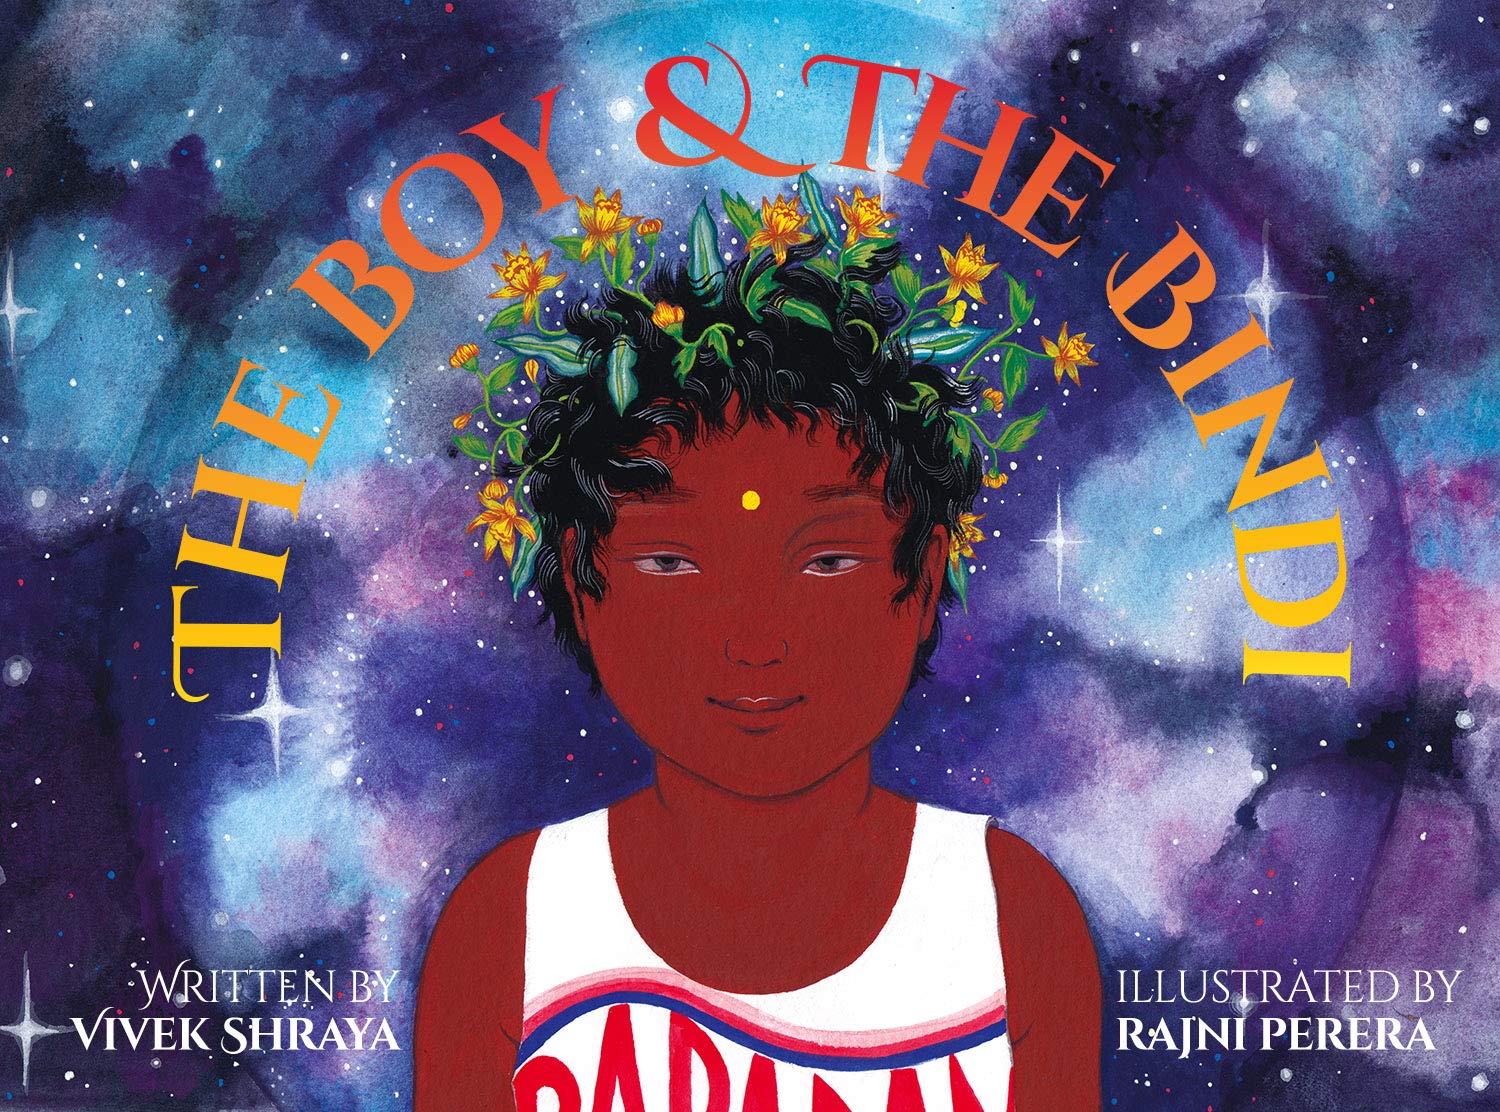 THE BOY & THE BINDI
WRITTEN BY
VIVEK SHRAYA
ILLUSTRATED BY
RAJNI PERERA